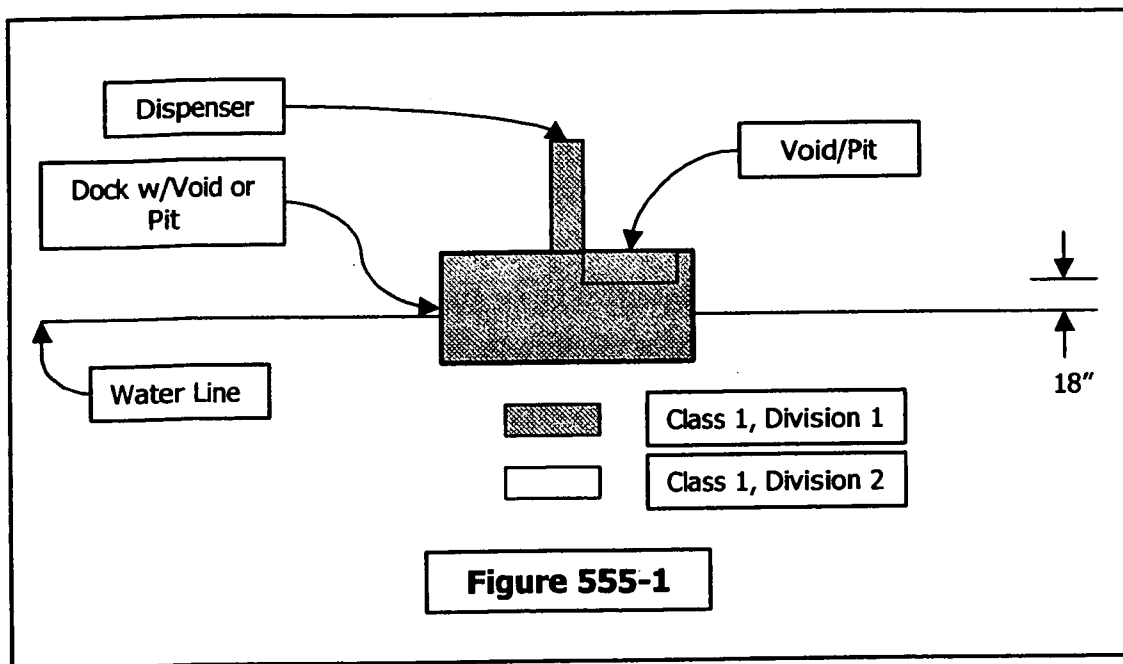 Dispenser
Void/Pit
Dock w/Void or
Pit
Water Line
18"
Class 1, Division 1
Class 1, Division 2
Figure 555-1